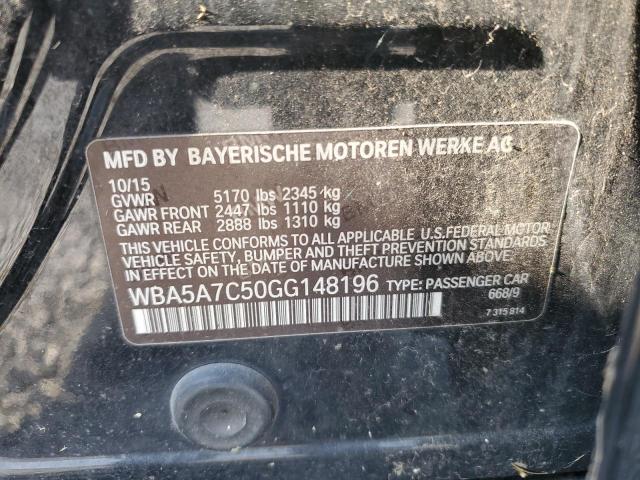 MFD BY BAYERISCHE MOTOREN WERKE AG
10/15
GVWR 5170 lbs 2345 kg
GAWR FRONT 2447 lbs 1110 kg
GAWR REAR 2888 lbs 1310 kg
THIS VEHICLE CONFORMS TO ALL APPLICABLE U.S.FEDERAL MOTOR
VEHICLE SAFETY, BUMPER AND THEFT PREVENTION STANDARDS
IN EFFECT ON THE DATE OF MANUFACTURE SHOWN ABOVE.
WBA5A7C50GG148196 TYPE: PASSENGER CAR
668/9
7 315 814